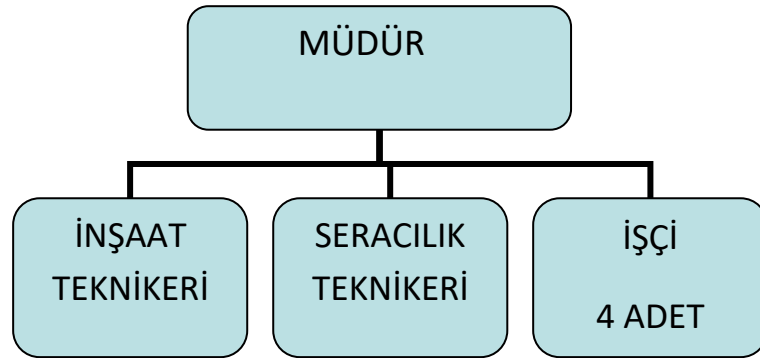 MÜDÜR
İNŞAAT
TEKNİKERİ
SERACILIK
TEKNİKERİ
İŞÇİ
4 ADET